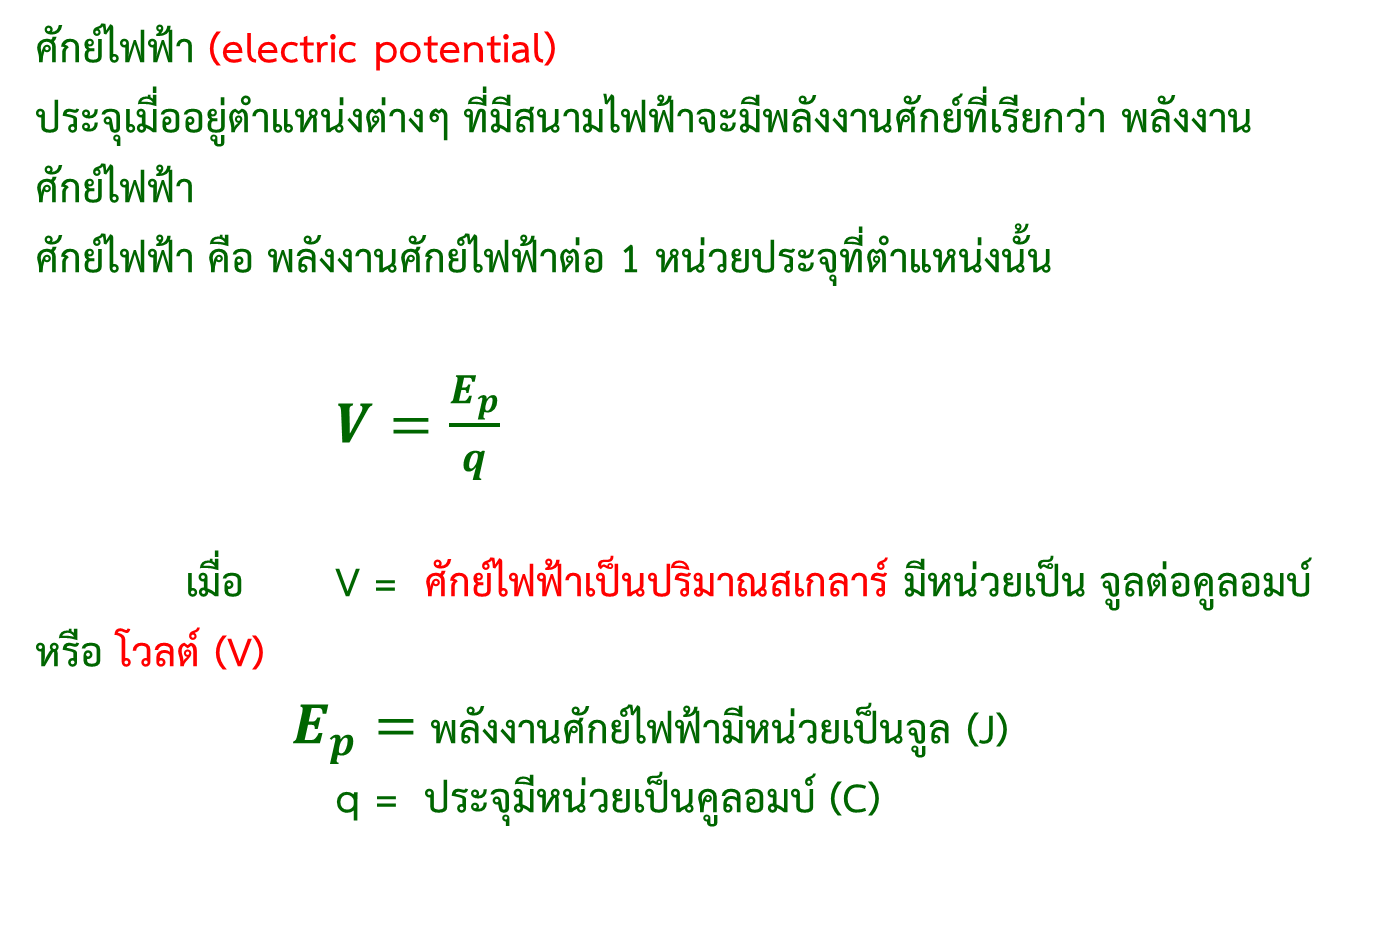 ศักย์ไฟฟ้า (electric potential)
ประจุเมื่ออยู่ตำแหน่งต่างๆ ที่มีสนามไฟฟ้าจะมีพลังงานศักย์ที่เรียกว่า พลังงาน
ศักย์ไฟฟ้า
ศักย์ไฟฟ้า คือ พลังงานศักย์ไฟฟ้าต่อ 1 หน่วยประจุที่ตำแหน่งนั้น
V = E_p / q
เมื่อ V = ศักย์ไฟฟ้าเป็นปริมาณสเกลาร์ มีหน่วยเป็น จูลต่อคูลอมบ์
หรือ โวลต์ (V)
E_p = พลังงานศักย์ไฟฟ้ามีหน่วยเป็นจูล (J)
q = ประจุมีหน่วยเป็นคูลอมบ์ (C)